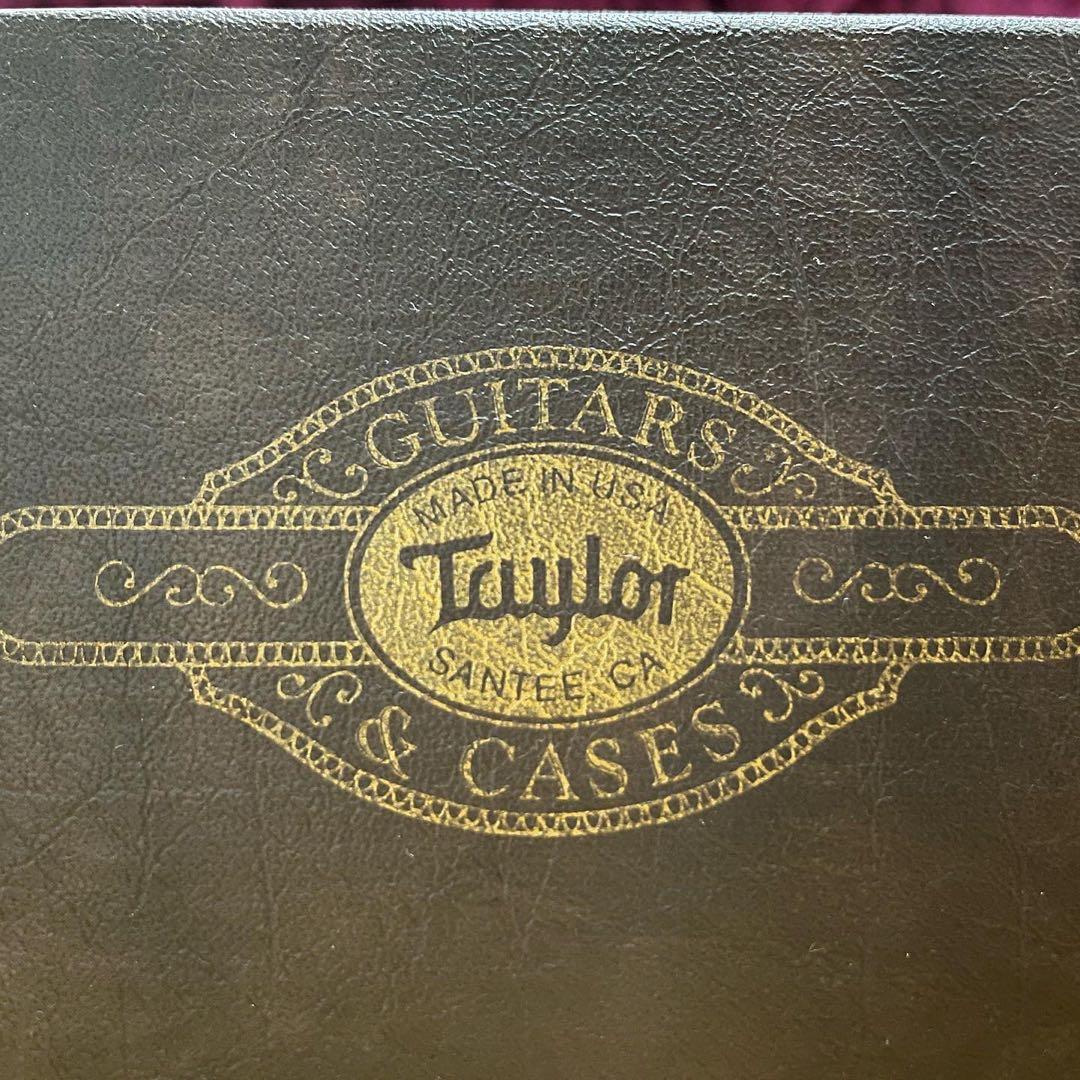 GUITARS
MADE IN USA
Taylor
SANTEE, CA
& CASES